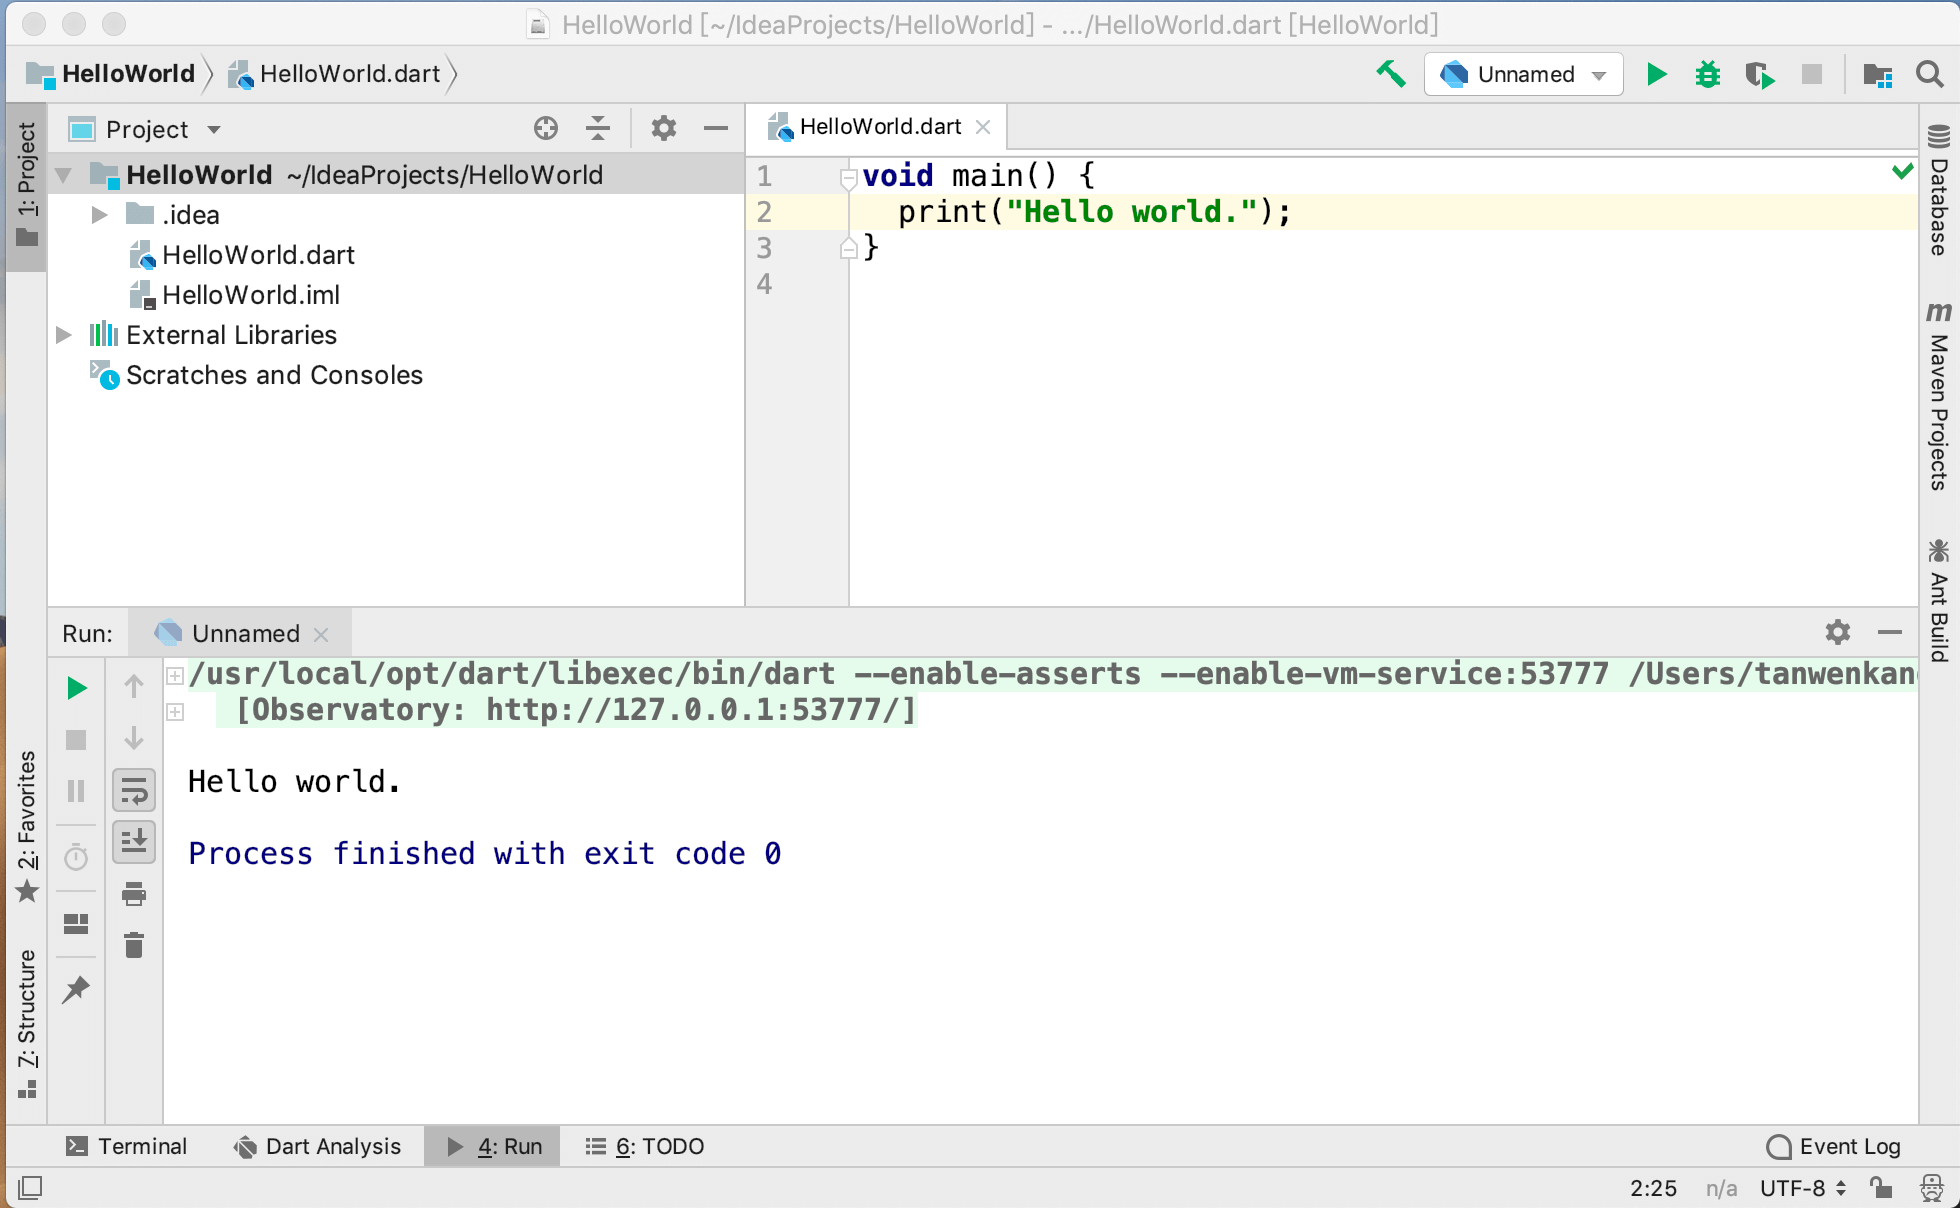 HelloWorld [~/IdeaProjects/HelloWorld] - .../HelloWorld.dart [HelloWorld]
HelloWorld HelloWorld.dart
Unnamed
1: Project
Project
HelloWorld ~/IdeaProjects/HelloWorld
.idea
HelloWorld.dart
HelloWorld.iml
External Libraries
Scratches and Consoles
HelloWorld.dart
1 void main() {
2 print("Hello world.");
3 }
4
Database
m Maven Projects
Ant Build
Run: Unnamed
/usr/local/opt/dart/libexec/bin/dart --enable-asserts --enable-vm-service:53777 /Users/tanwenkan
[Observatory: http://127.0.0.1:53777/]
Hello world.
Process finished with exit code 0
2: Favorites
7: Structure
Terminal Dart Analysis 4: Run 6: TODO Event Log
2:25 n/a UTF-8